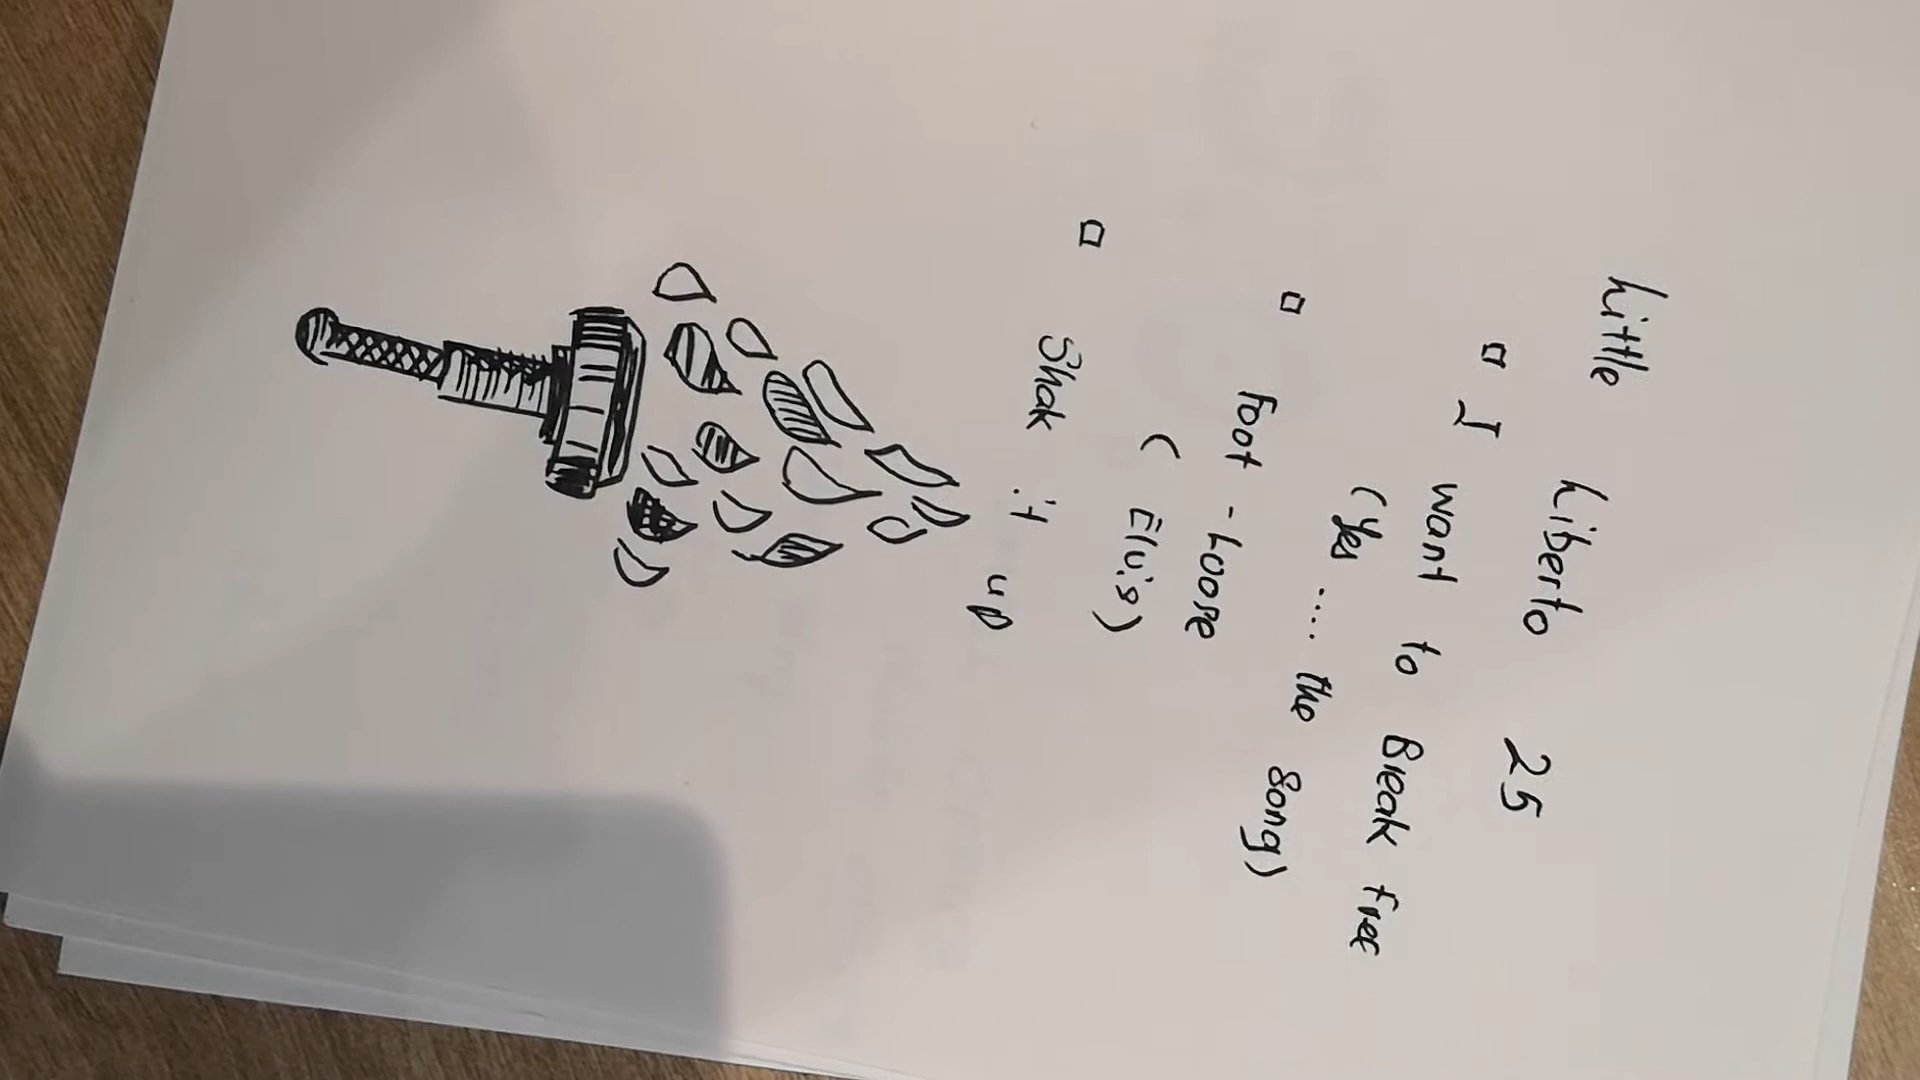 Little Liberto 25
I want to Break free
(Yes ..... the song)
Foot - Loose
( Elvis)
Shak it up